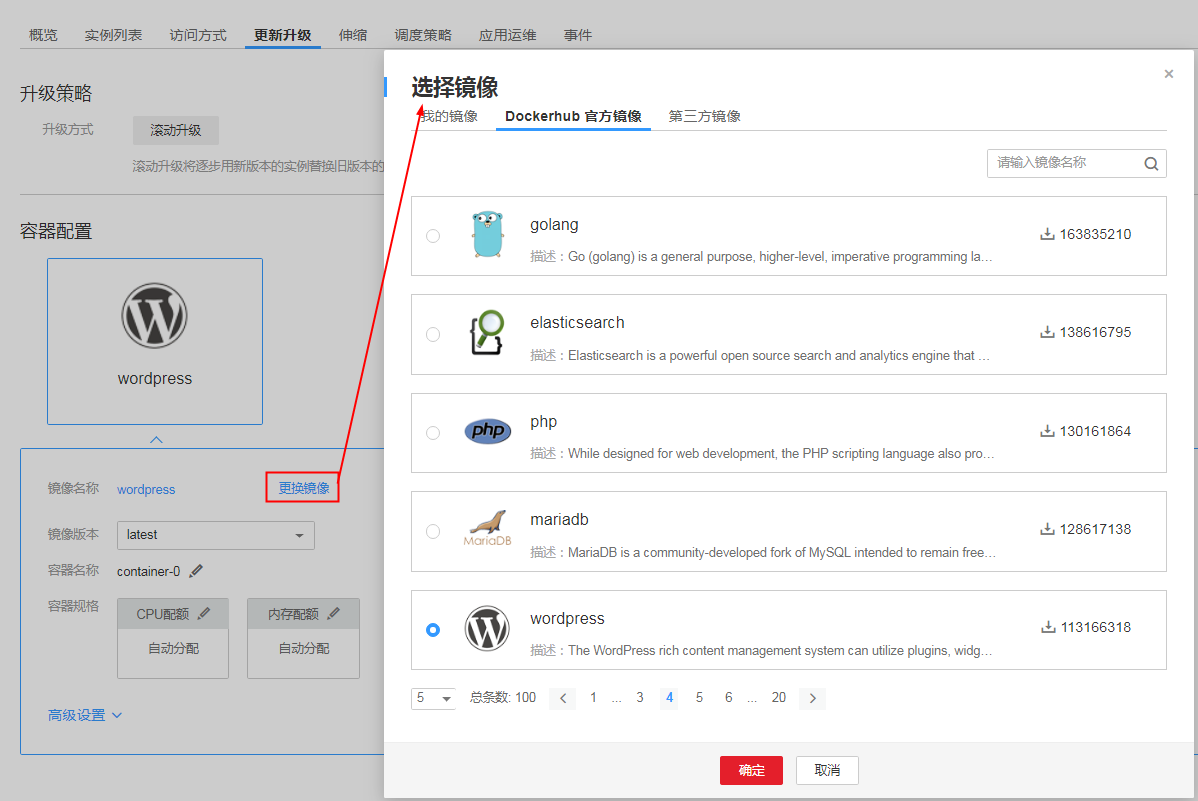 概览 实例列表 访问方式 更新升级 伸缩 调度策略 应用运维 事件
升级策略
升级方式 滚动升级
滚动升级将逐步用新版本的实例替换旧版本的
容器配置
wordpress
镜像名称 wordpress 更换镜像
镜像版本 latest
容器名称 container-0
容器规格 CPU配额 内存配额
自动分配 自动分配
高级设置
选择镜像 ×
我的镜像 Dockerhub 官方镜像 第三方镜像
请输入镜像名称
golang
163835210
描述：Go (golang) is a general purpose, higher-level, imperative programming la…
elasticsearch
138616795
描述：Elasticsearch is a powerful open source search and analytics engine that …
php
php
130161864
描述：While designed for web development, the PHP scripting language also pro…
mariadb
MariaDB
128617138
描述：MariaDB is a community-developed fork of MySQL intended to remain free…
wordpress
113166318
描述：The WordPress rich content management system can utilize plugins, widg…
5 总条数: 100 < 1 ... 3 4 5 6 ... 20 >
确定 取消